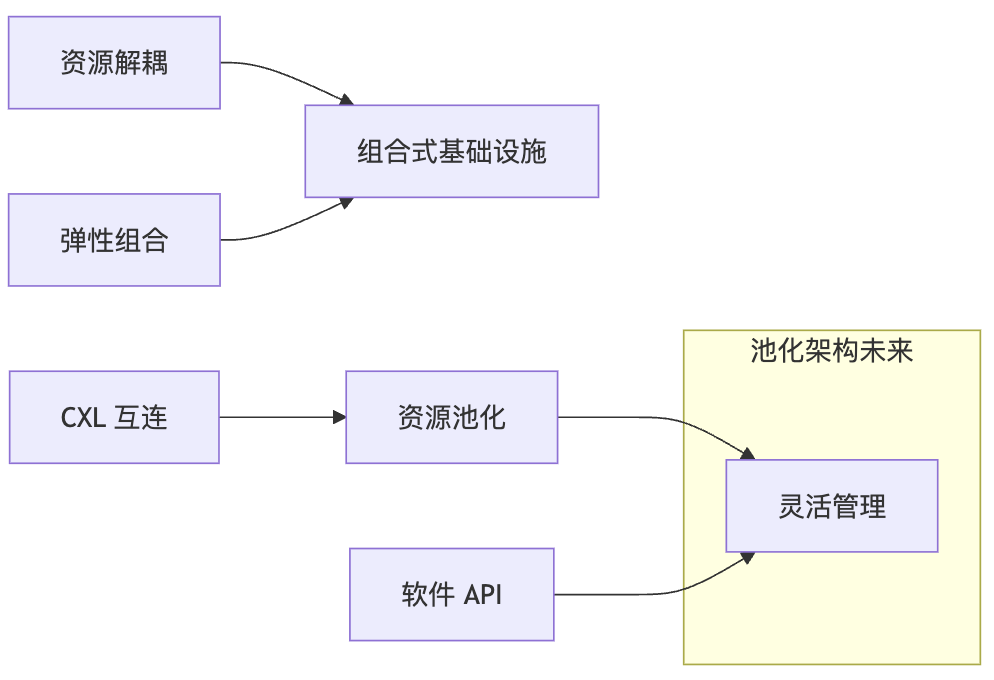 资源解耦
组合式基础设施
弹性组合
池化架构未来
CXL 互连
资源池化
灵活管理
软件 API